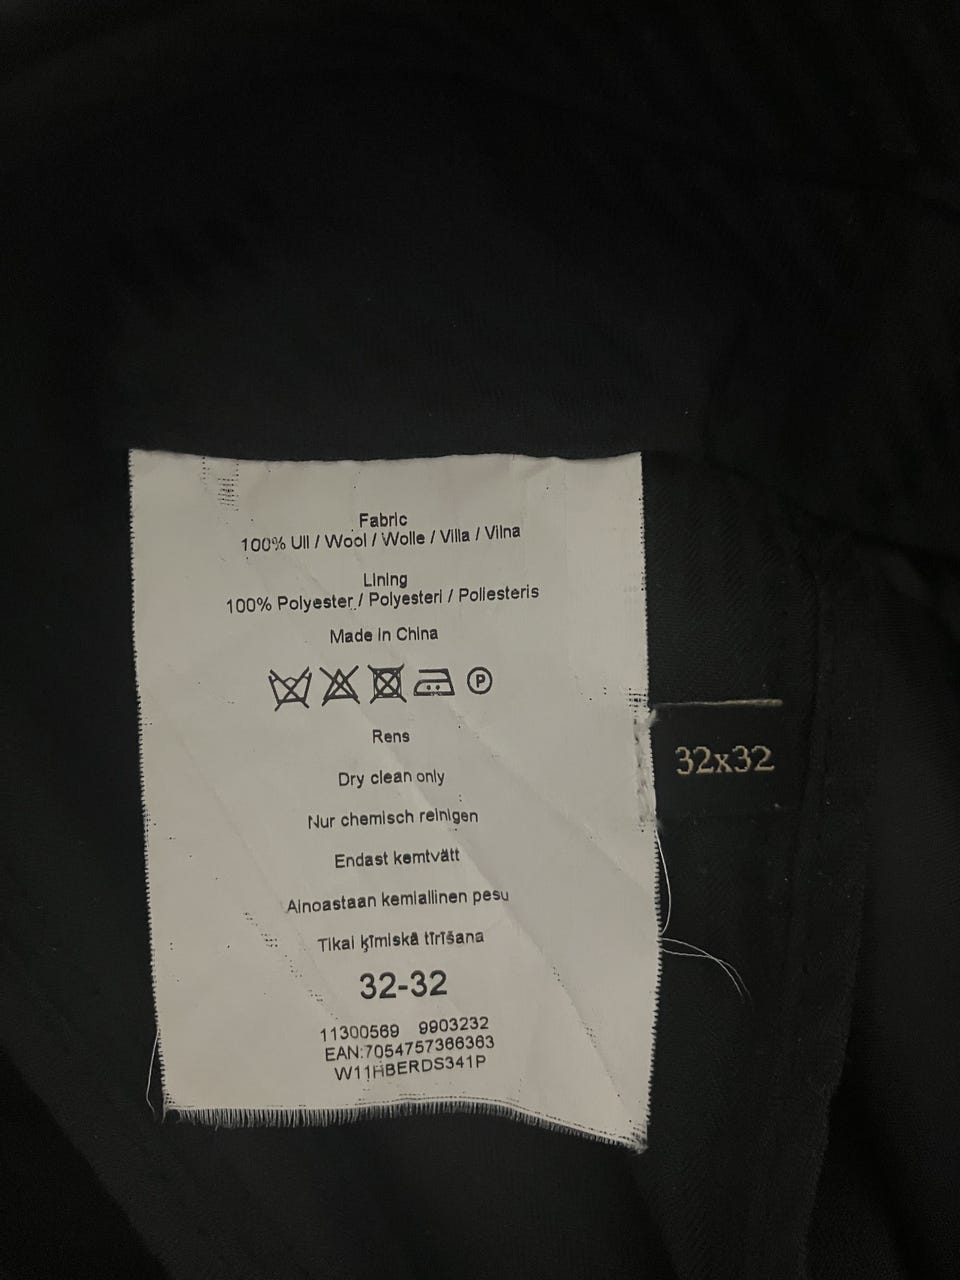 Fabric
100% Ull / Wool / Wolle / Villa / Vilna
Lining
100% Polyester / Polyesteri / Poliesteris
Made in China
P
Rens
Dry clean only
Nur chemisch reinigen
Endast kemtvätt
Ainoastaan kemiallinen pesu
Tikai ķīmiskā tīrīšana
32-32
11300569 9903232
EAN:7054757366363
W11HBERDS341P
32x32